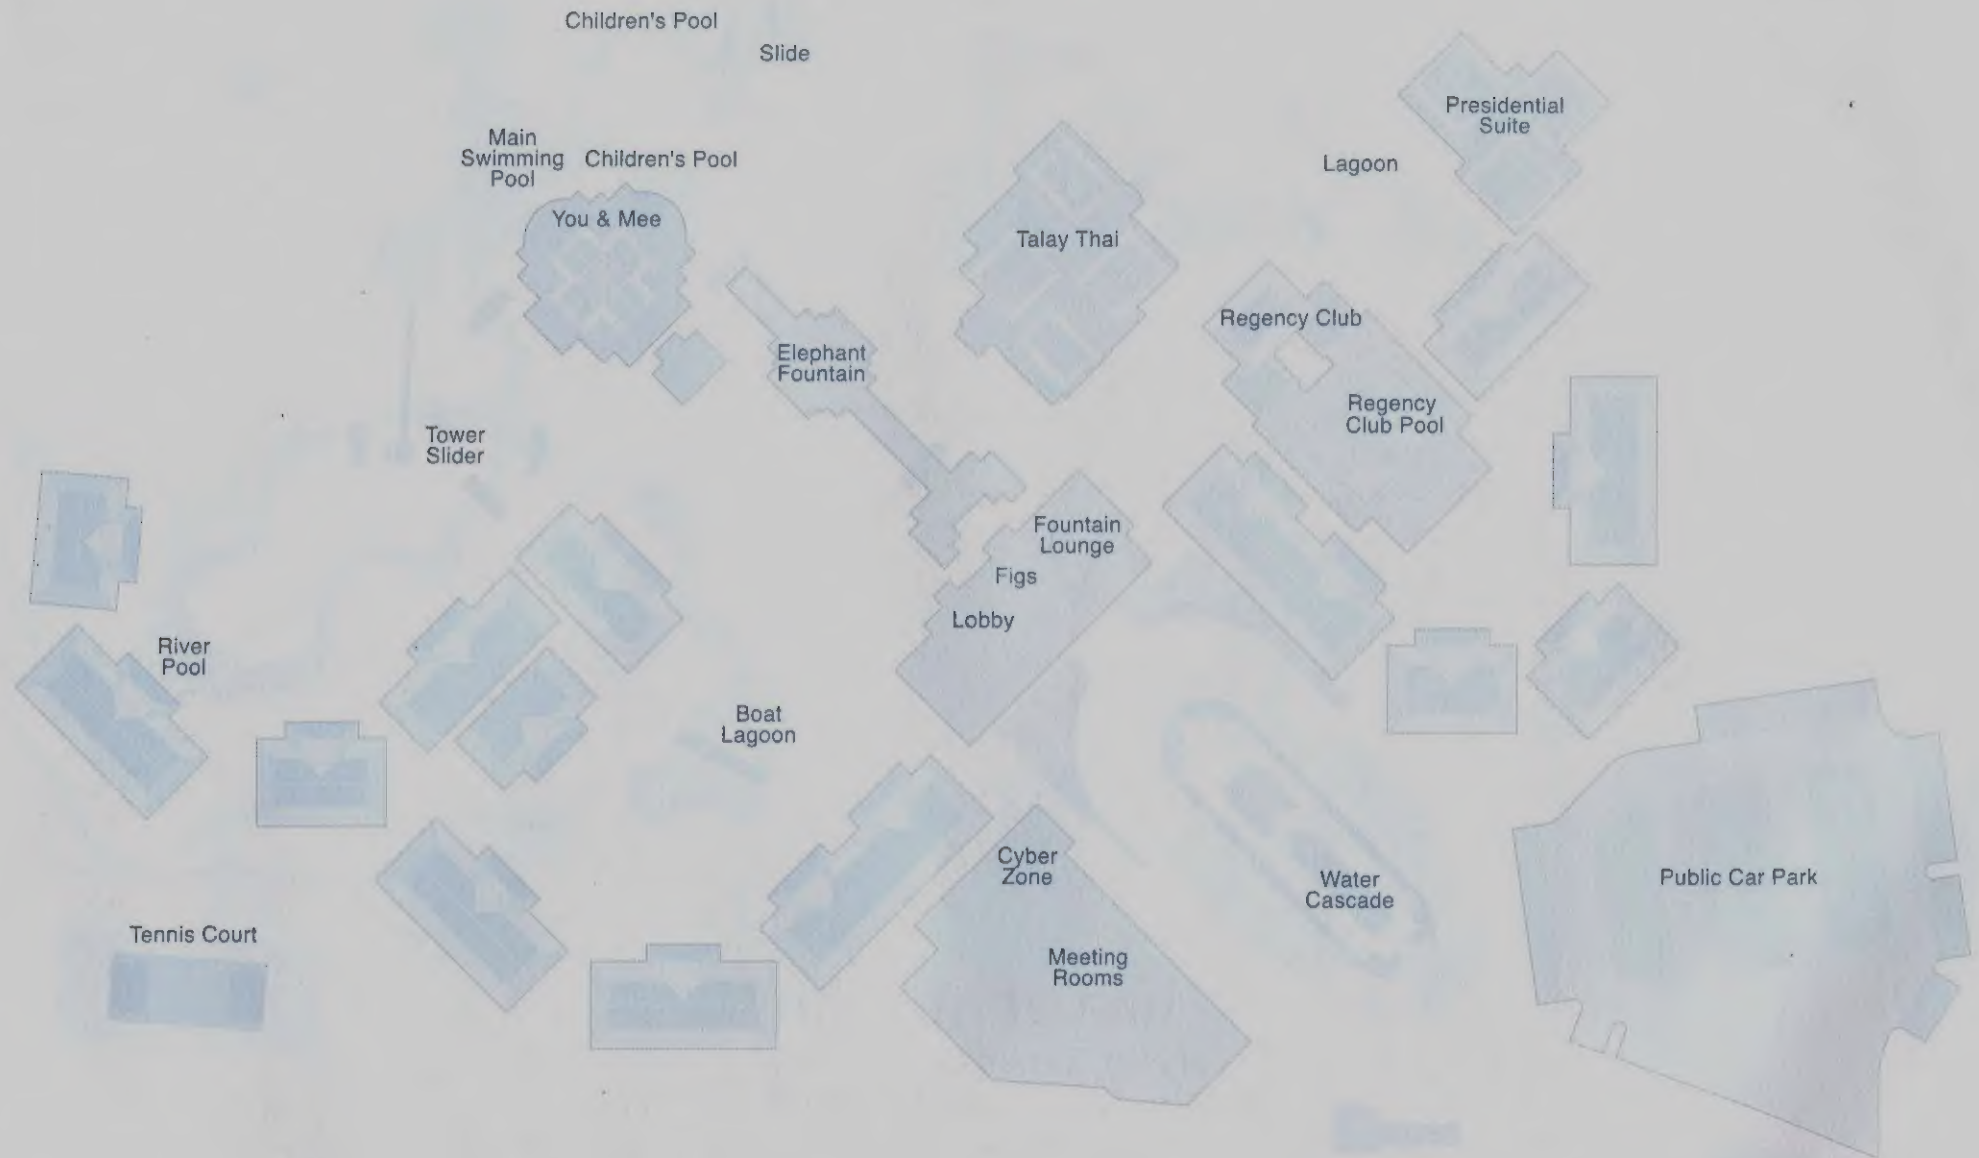 Children's Pool
Slide
Presidential
Suite
Main
Swimming
Pool
Children's Pool
Lagoon
You & Mee
Talay Thai
Regency Club
Elephant
Fountain
Regency
Club Pool
Tower
Slider
Fountain
Lounge
Figs
Lobby
River
Pool
Boat
Lagoon
Cyber
Zone
Water
Cascade
Public Car Park
Tennis Court
Meeting
Rooms